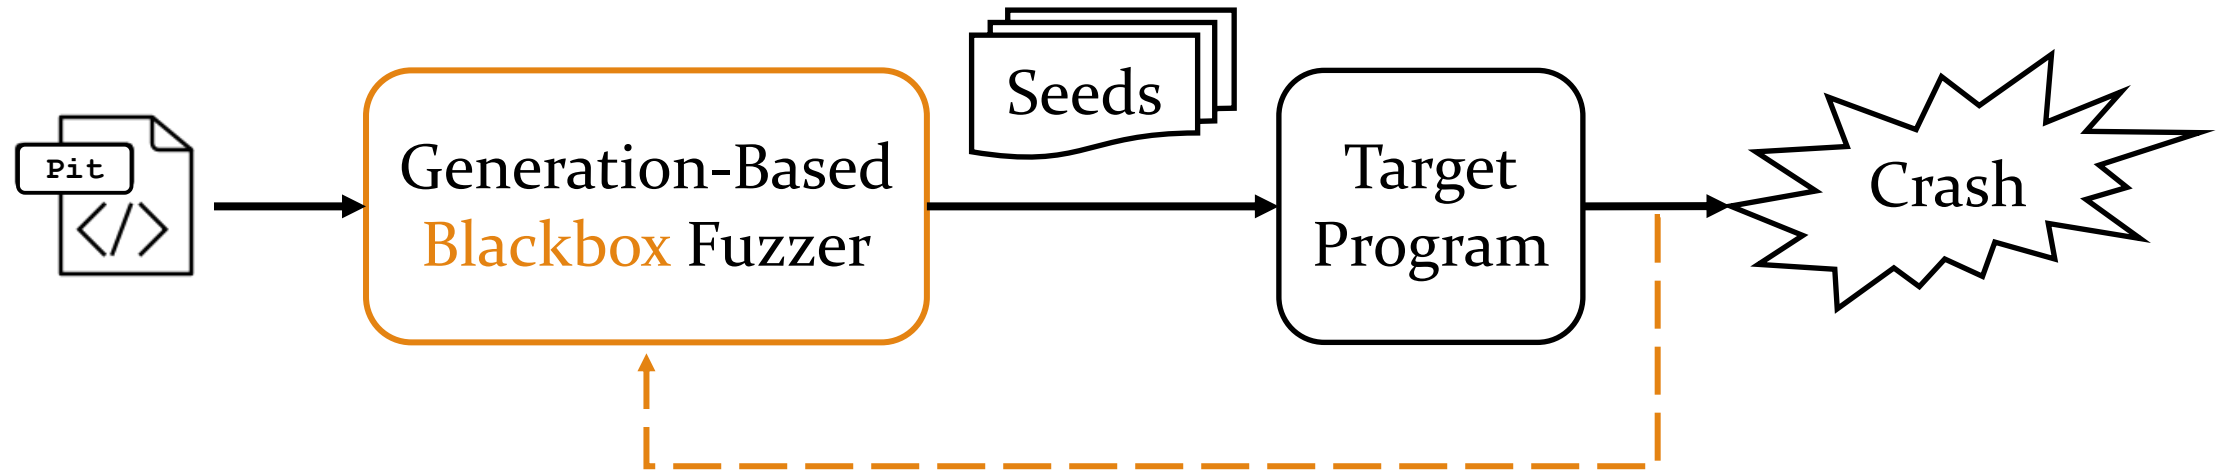 Pit
</>
Generation-Based
Blackbox Fuzzer
Seeds
Target
Program
Crash